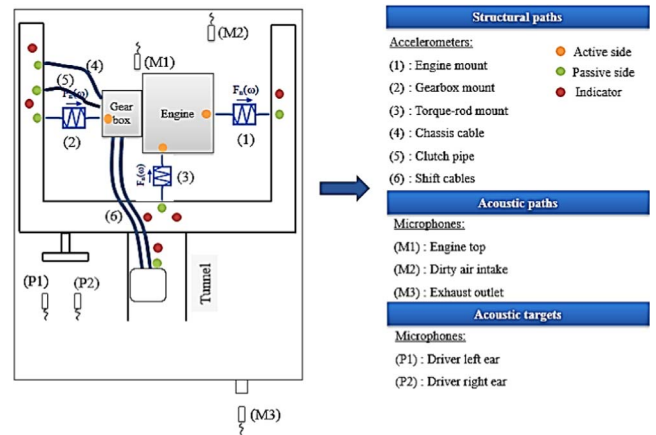 (M2)
(M1)
(4)
(5)
Fₐ(ω)
(2)
Gear
box
Engine
Fₐ(ω)
(1)
Fₐ(ω)
(3)
(6)
Tunnel
(P1)
(P2)
(M3)
Structural paths
Accelerometers:
(1) : Engine mount
(2) : Gearbox mount
(3) : Torque-rod mount
(4) : Chassis cable
(5) : Clutch pipe
(6) : Shift cables
Active side
Passive side
Indicator
Acoustic paths
Microphones:
(M1) : Engine top
(M2) : Dirty air intake
(M3) : Exhaust outlet
Acoustic targets
Microphones:
(P1) : Driver left ear
(P2) : Driver right ear